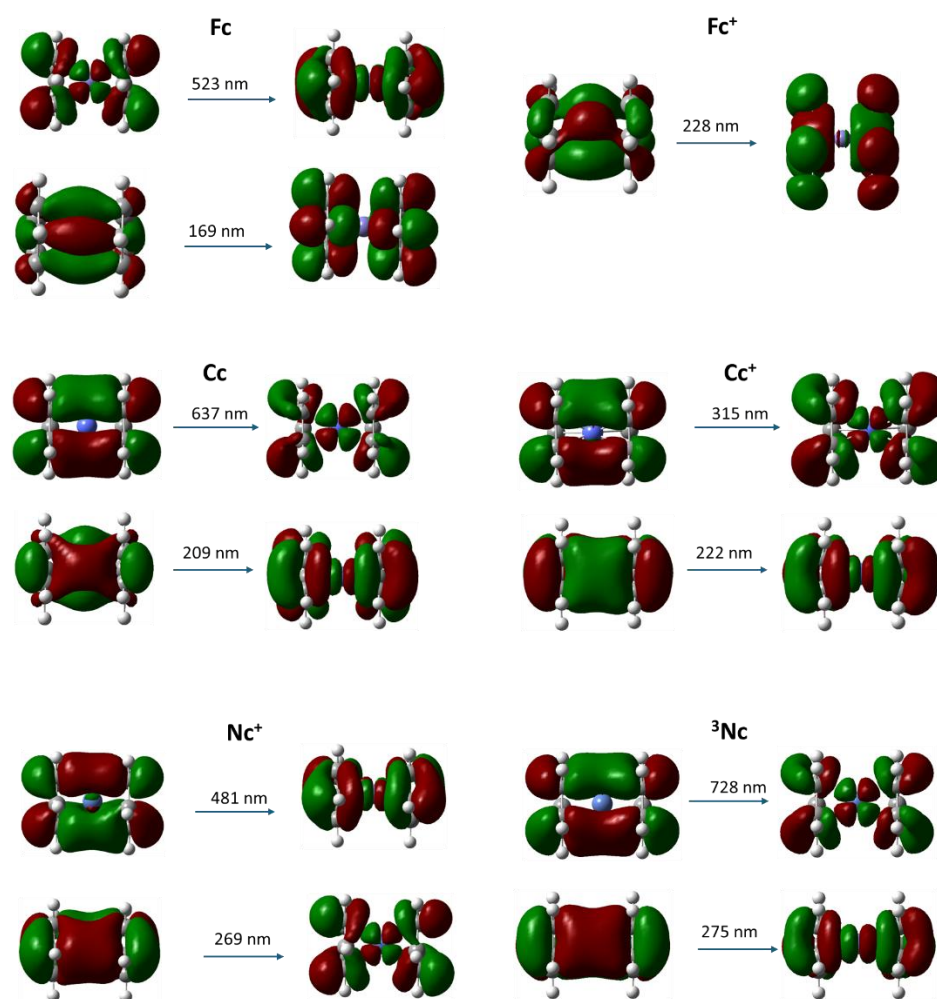 Fc
Fc⁺
523 nm
228 nm
169 nm
Cc
Cc⁺
637 nm
315 nm
209 nm
222 nm
Nc⁺
³Nc
481 nm
728 nm
269 nm
275 nm